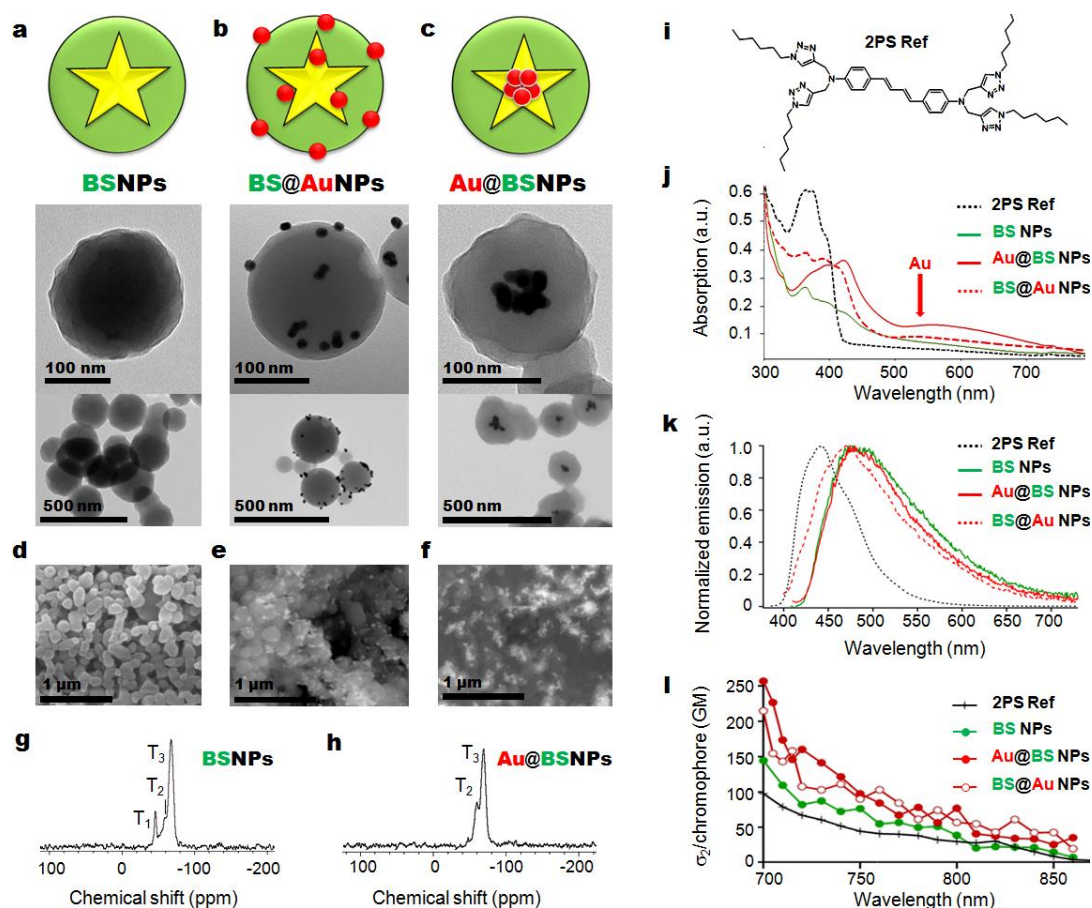 a
b
c
BSNPs
BS@AuNPs
Au@BSNPs
100 nm
100 nm
100 nm
500 nm
500 nm
500 nm
d
e
f
1 µm
1 µm
1 µm
g
BSNPs
T3
T2
T1
100 0 -100 -200
Chemical shift (ppm)
h
Au@BSNPs
T3
T2
100 0 -100 -200
Chemical shift (ppm)
i
2PS Ref
N=N
N
N
N
N
N
N
N
N
N
N
N
N
j
Absorption (a.u.)
0.6
0.5
0.4
0.3
0.2
0.1
2PS Ref
BS NPs
Au@BS NPs
BS@Au NPs
Au
300 400 500 600 700
Wavelength (nm)
k
Normalized emission (a.u.)
1.0
0.8
0.6
0.4
0.2
0
2PS Ref
BS NPs
Au@BS NPs
BS@Au NPs
400 450 500 550 600 650 700
Wavelength (nm)
l
σ2/chromophore (GM)
250
200
150
100
50
0
2PS Ref
BS NPs
Au@BS NPs
BS@Au NPs
700 750 800 850
Wavelength (nm)